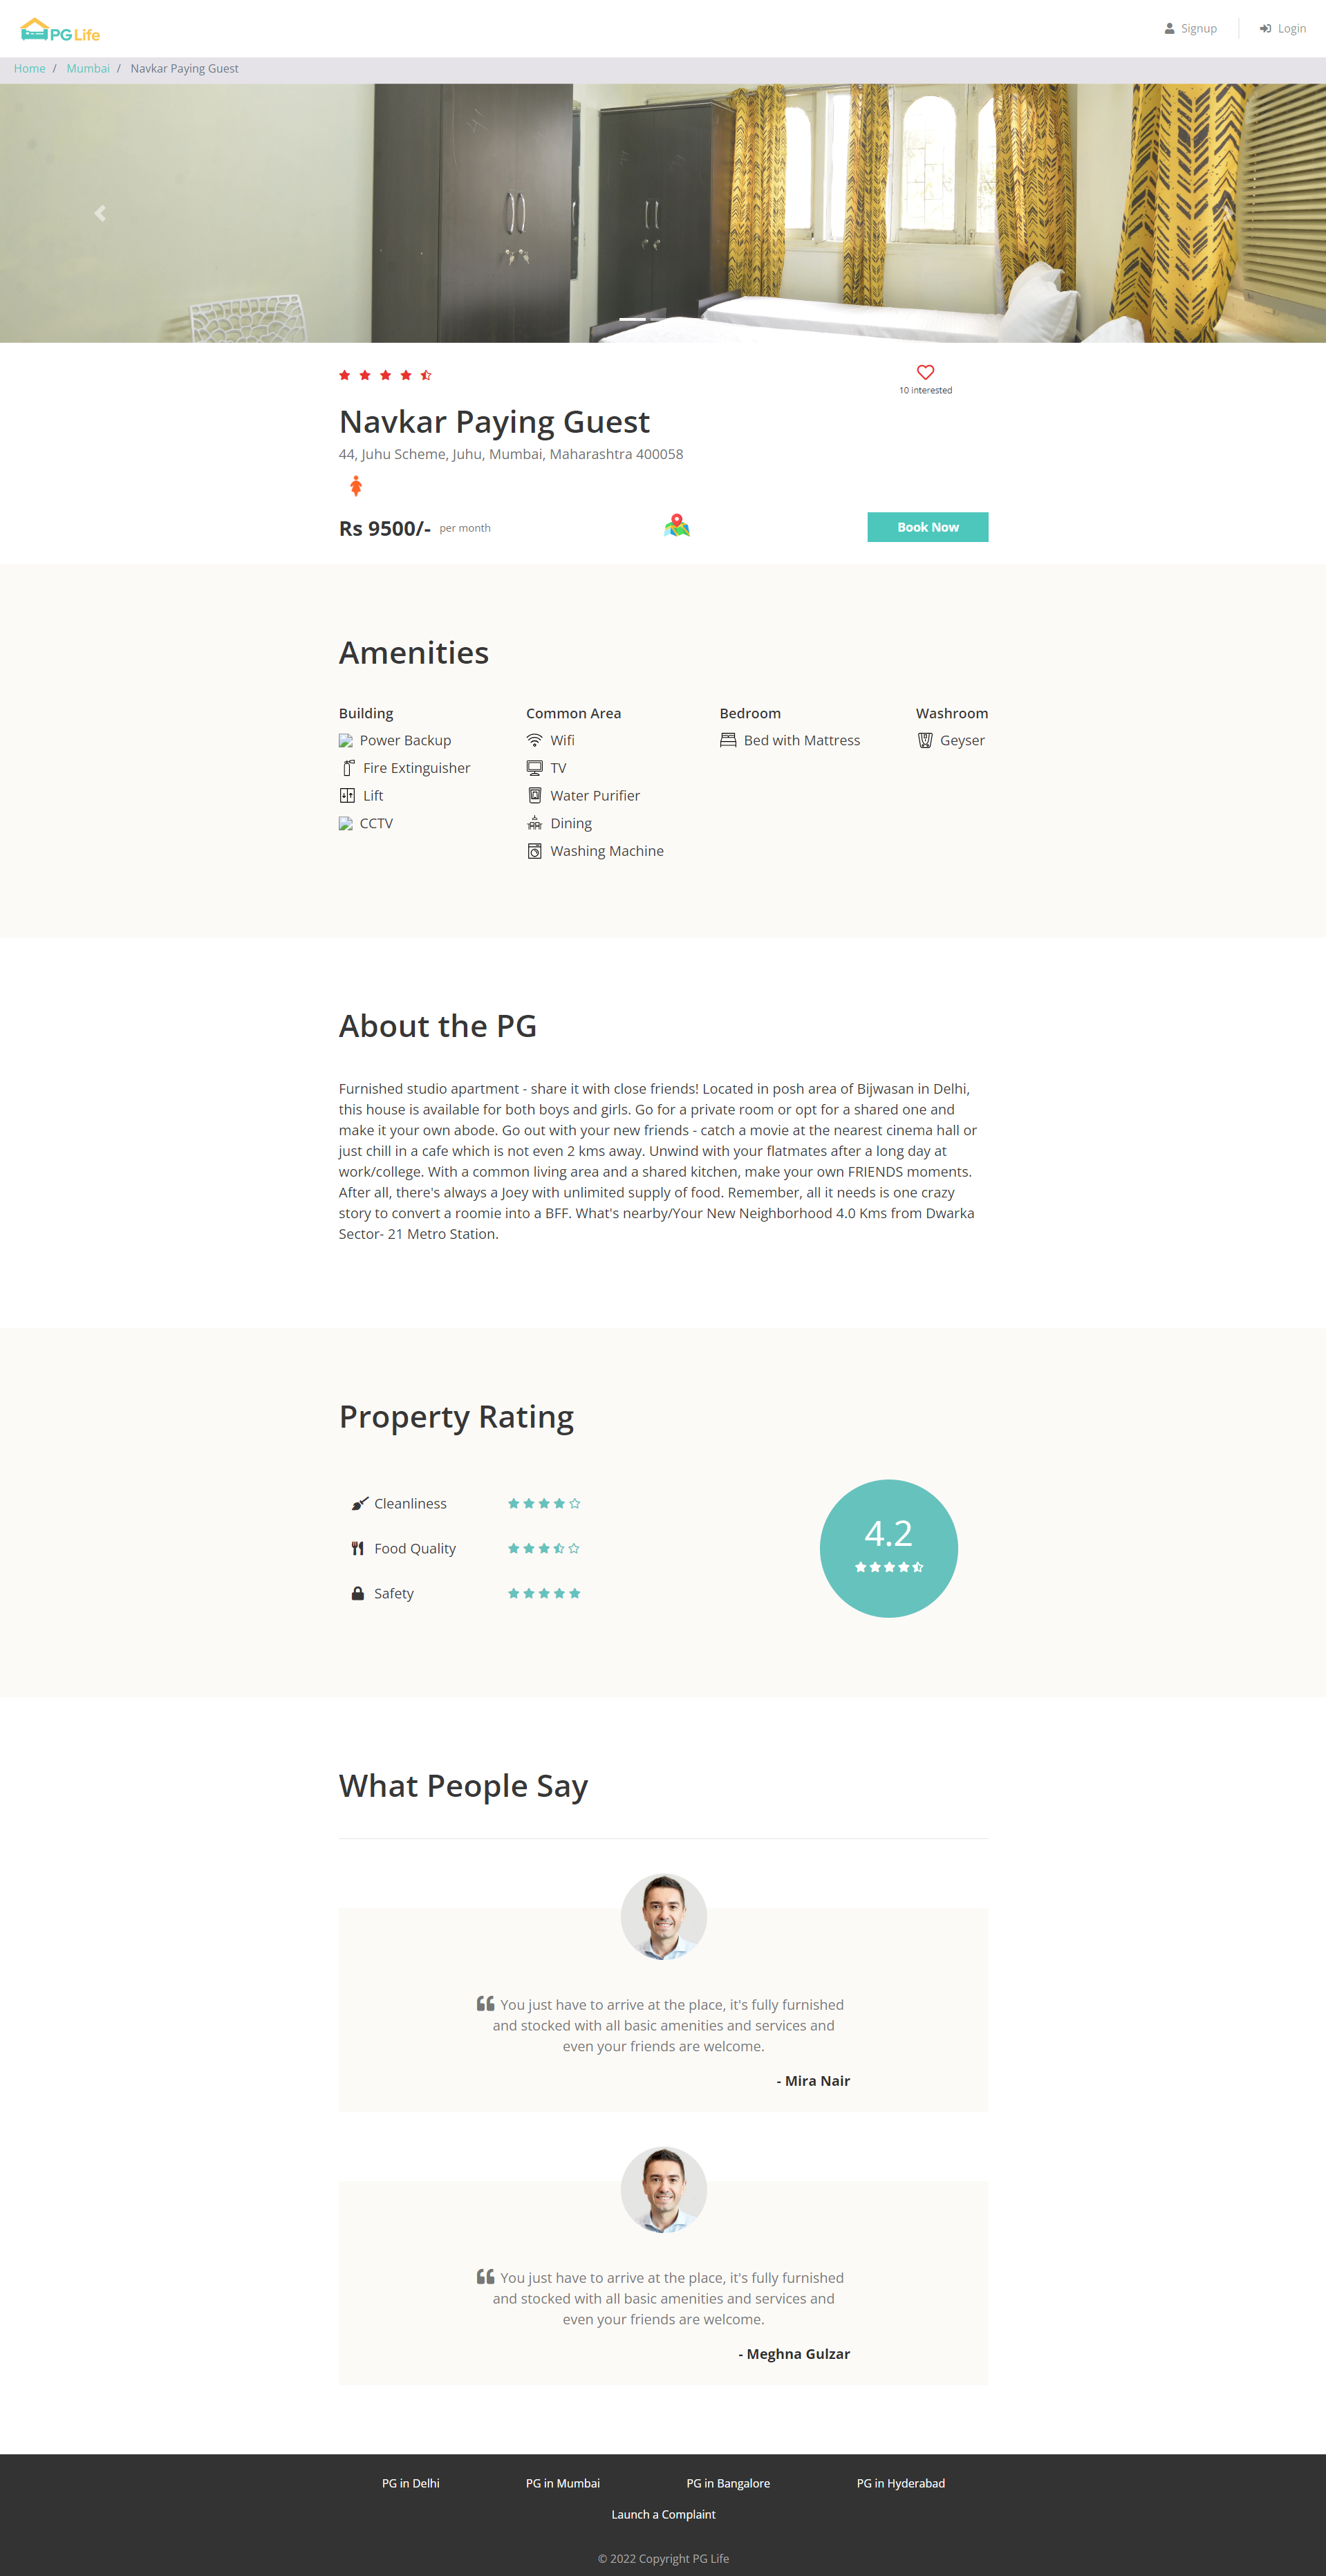 PG Life
Signup
Login
Home / Mumbai / Navkar Paying Guest
10 interested
Navkar Paying Guest
44, Juhu Scheme, Juhu, Mumbai, Maharashtra 400058
Rs 9500/- per month
Book Now
Amenities
Building
Power Backup
Fire Extinguisher
Lift
CCTV
Common Area
Wifi
TV
Water Purifier
Dining
Washing Machine
Bedroom
Bed with Mattress
Washroom
Geyser
About the PG
Furnished studio apartment - share it with close friends! Located in posh area of Bijwasan in Delhi,
this house is available for both boys and girls. Go for a private room or opt for a shared one and
make it your own abode. Go out with your new friends - catch a movie at the nearest cinema hall or
just chill in a cafe which is not even 2 kms away. Unwind with your flatmates after a long day at
work/college. With a common living area and a shared kitchen, make your own FRIENDS moments.
After all, there's always a Joey with unlimited supply of food. Remember, all it needs is one crazy
story to convert a roomie into a BFF. What's nearby/Your New Neighborhood 4.0 Kms from Dwarka
Sector- 21 Metro Station.
Property Rating
Cleanliness
Food Quality
Safety
4.2
What People Say
You just have to arrive at the place, it's fully furnished
and stocked with all basic amenities and services and
even your friends are welcome.
- Mira Nair
You just have to arrive at the place, it's fully furnished
and stocked with all basic amenities and services and
even your friends are welcome.
- Meghna Gulzar
PG in Delhi
PG in Mumbai
PG in Bangalore
PG in Hyderabad
Launch a Complaint
© 2022 Copyright PG Life